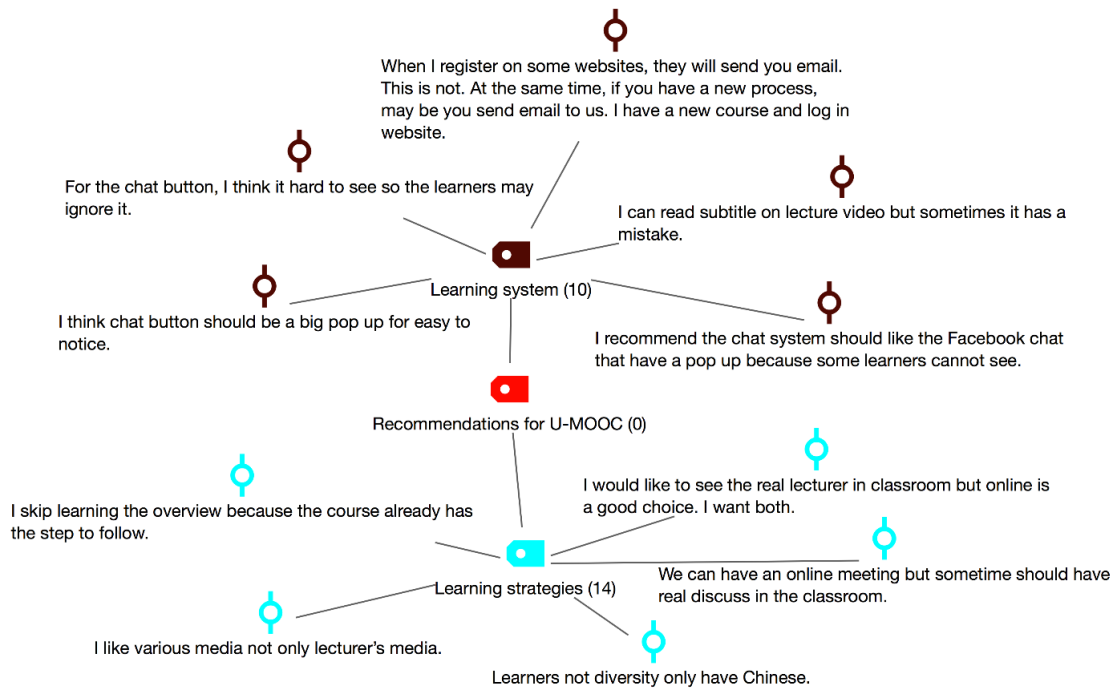 When I register on some websites, they will send you email.
This is not. At the same time, if you have a new process,
may be you send email to us. I have a new course and log in
website.
For the chat button, I think it hard to see so the learners may
ignore it.
I can read subtitle on lecture video but sometimes it has a
mistake.
Learning system (10)
I think chat button should be a big pop up for easy to
notice.
I recommend the chat system should like the Facebook chat
that have a pop up because some learners cannot see.
Recommendations for U-MOOC (0)
I skip learning the overview because the course already has
the step to follow.
I would like to see the real lecturer in classroom but online is
a good choice. I want both.
We can have an online meeting but sometime should have
real discuss in the classroom.
Learning strategies (14)
I like various media not only lecturer’s media.
Learners not diversity only have Chinese.